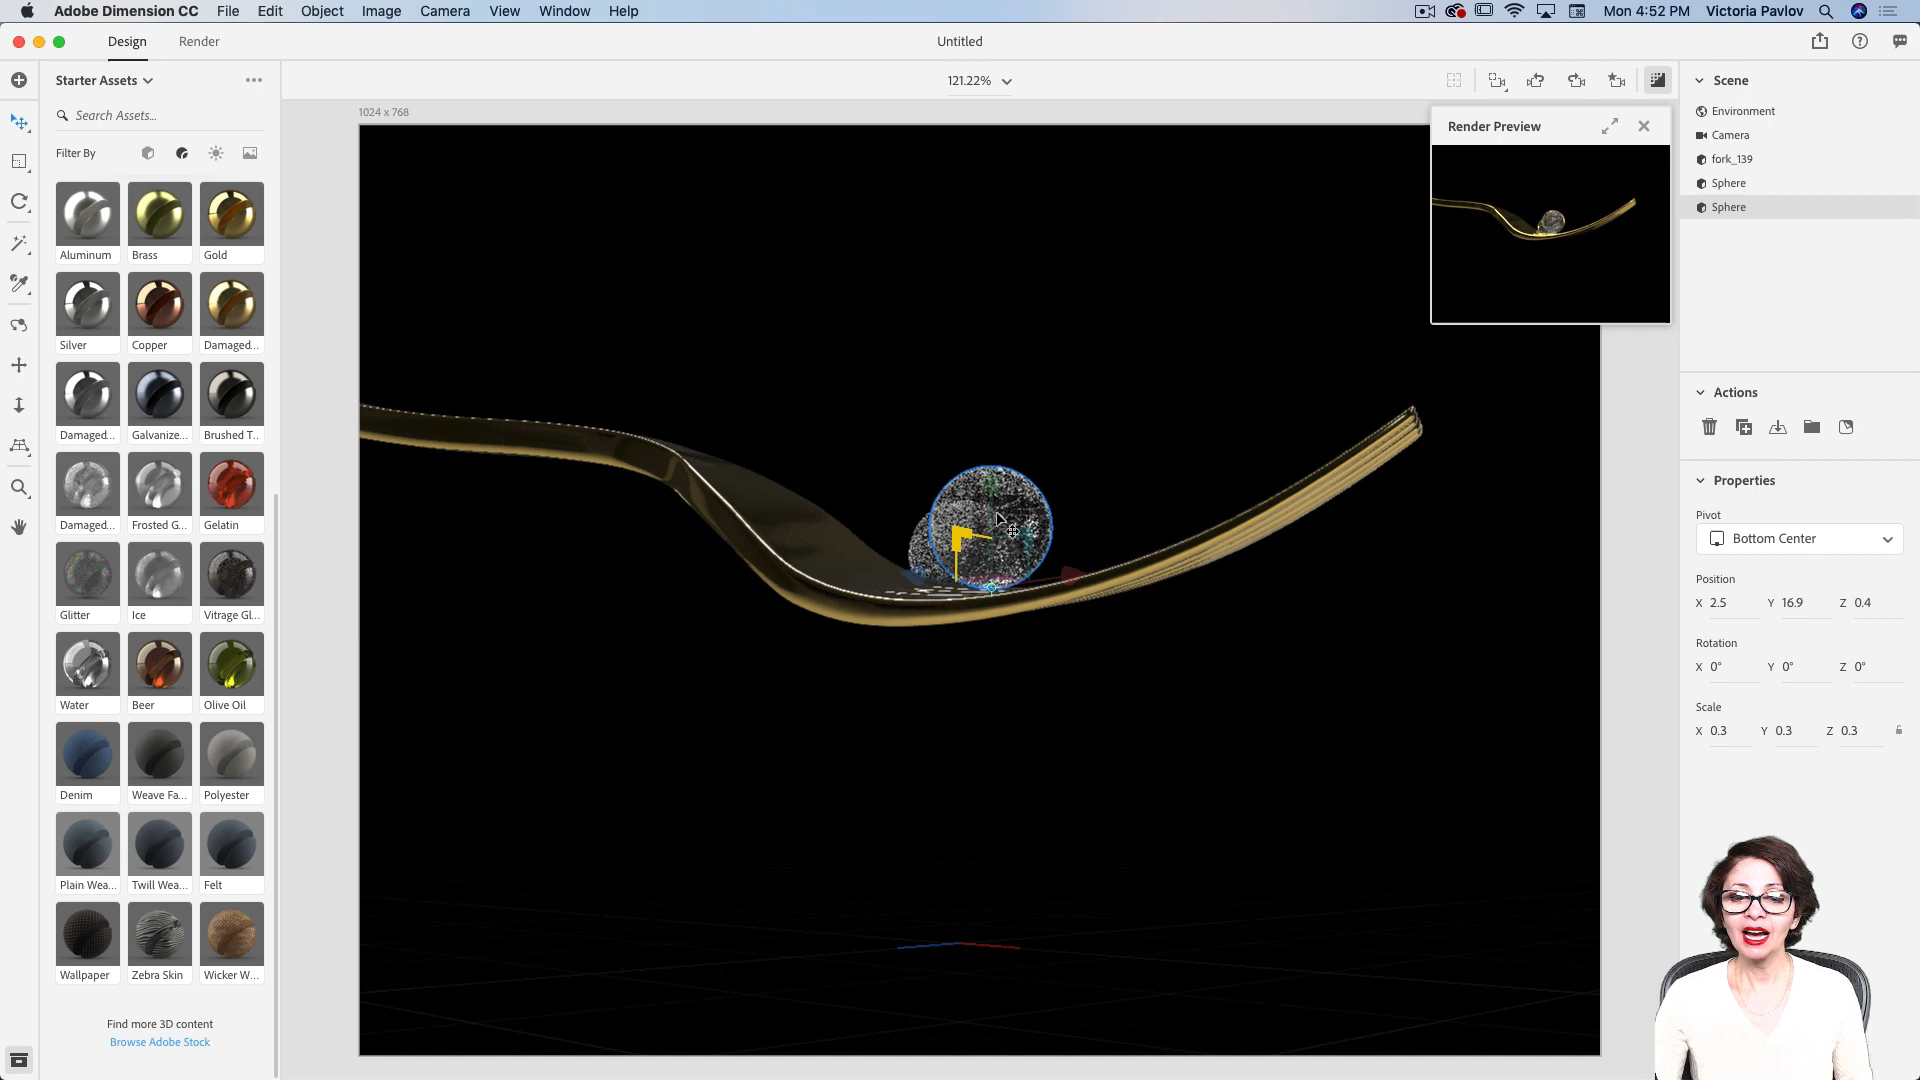 Adobe Dimension CC File Edit Object Image Camera View Window Help
Mon 4:52 PM Victoria Pavlov
Design Render
Untitled
Starter Assets
121.22%
Scene
Search Assets...
1024 x 768
Filter By
Render Preview
Environment
Camera
fork_139
Sphere
Sphere
Aluminum Brass Gold
Silver Copper Damaged...
Damaged... Galvanize... Brushed T...
Damaged... Frosted G... Gelatin
Glitter Ice Vitrage Gl...
Water Beer Olive Oil
Denim Weave Fa... Polyester
Plain Wea... Twill Wea... Felt
Wallpaper Zebra Skin Wicker W...
Find more 3D content
Browse Adobe Stock
Actions
Properties
Pivot
Bottom Center
Position
X 2.5 Y 16.9 Z 0.4
Rotation
X 0° Y 0° Z 0°
Scale
X 0.3 Y 0.3 Z 0.3